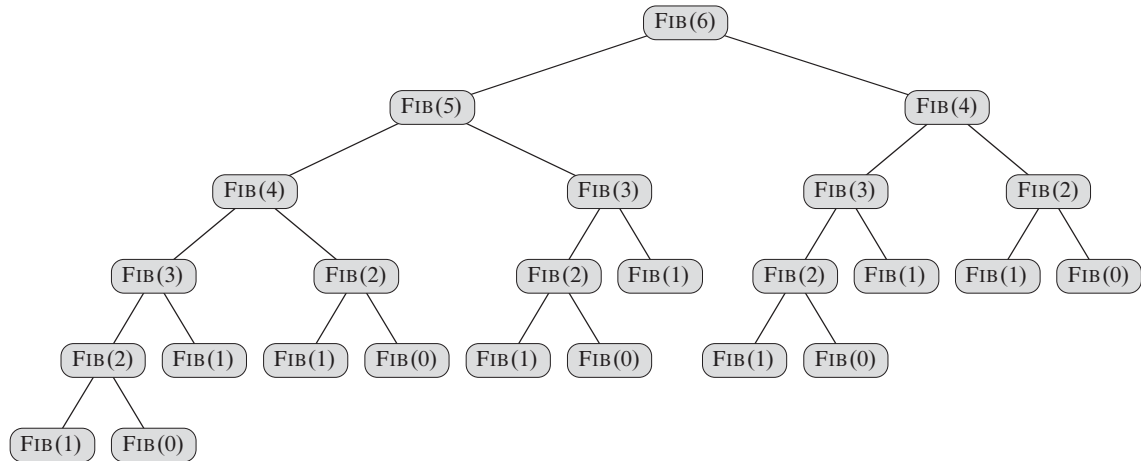 FIB(6)
FIB(5) FIB(4)
FIB(4) FIB(3) FIB(3) FIB(2)
FIB(3) FIB(2) FIB(2) FIB(1) FIB(2) FIB(1) FIB(1) FIB(0)
FIB(2) FIB(1) FIB(1) FIB(0) FIB(1) FIB(0) FIB(1) FIB(0)
FIB(1) FIB(0)